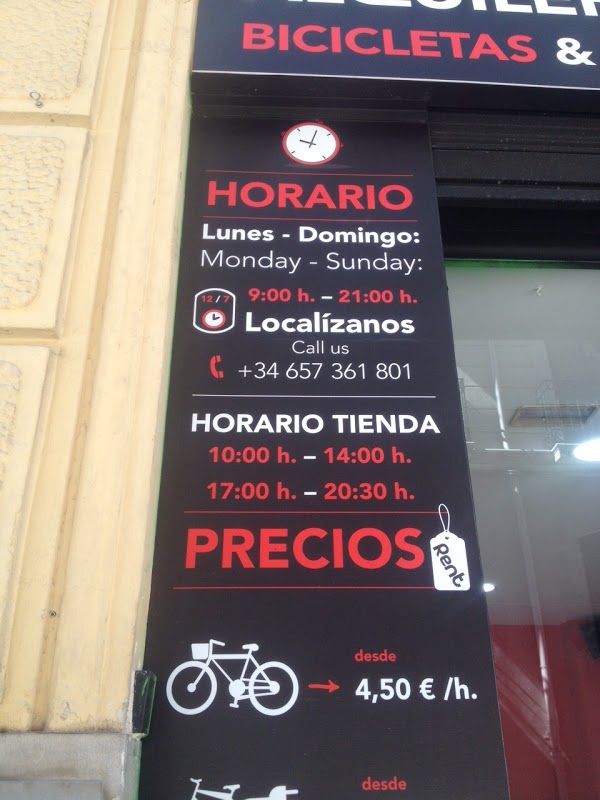 BICICLETAS &
HORARIO
Lunes - Domingo:
Monday - Sunday:
12 / 7
9:00 h. – 21:00 h.
Localízanos
Call us
+34 657 361 801
HORARIO TIENDA
10:00 h. – 14:00 h.
17:00 h. – 20:30 h.
PRECIOS
Rent
desde
4,50 € /h.
desde